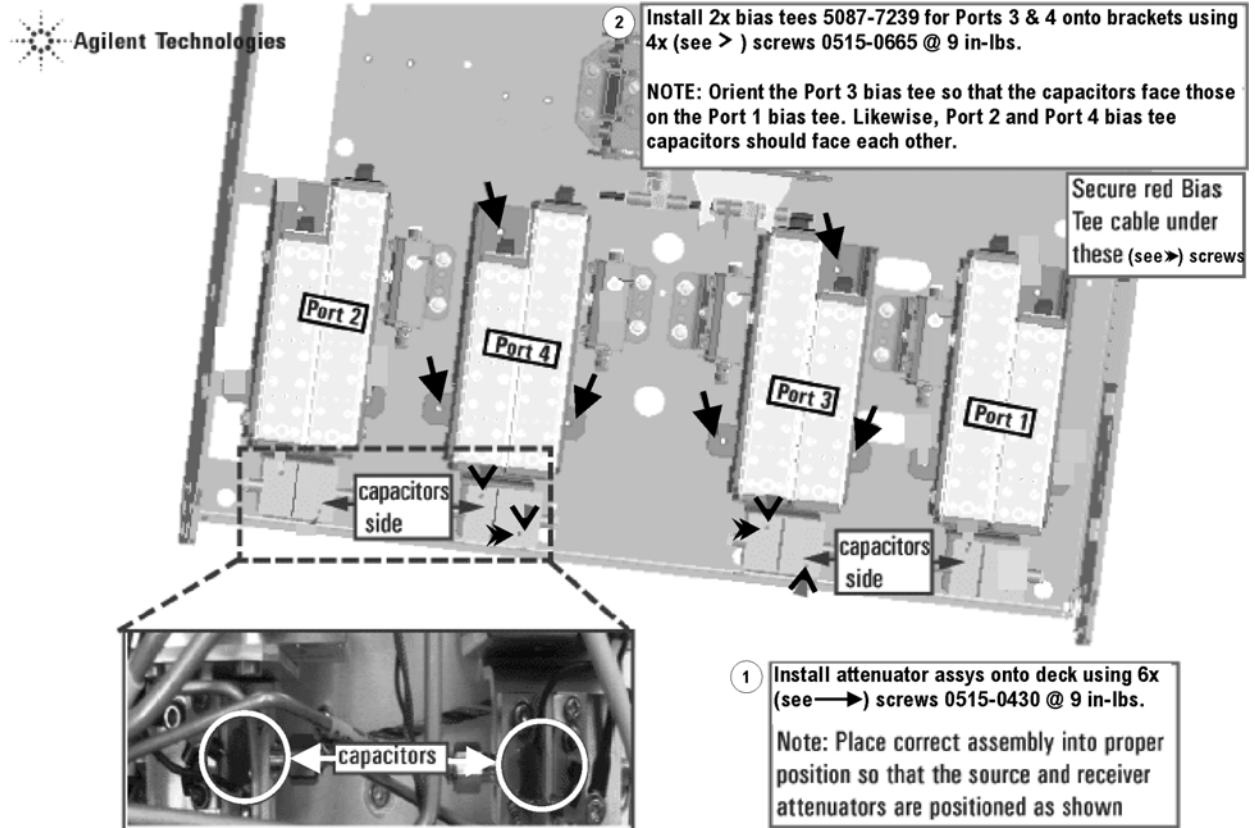 Agilent Technologies
2
Install 2x bias tees 5087-7239 for Ports 3 & 4 onto brackets using
4x (see > ) screws 0515-0665 @ 9 in-lbs.
NOTE: Orient the Port 3 bias tee so that the capacitors face those
on the Port 1 bias tee. Likewise, Port 2 and Port 4 bias tee
capacitors should face each other.
Secure red Bias
Tee cable under
these (see ➤) screws
Port 2
Port 4
Port 3
Port 1
capacitors
side
capacitors
side
capacitors
1
Install attenuator assys onto deck using 6x
(see ⟶) screws 0515-0430 @ 9 in-lbs.
Note: Place correct assembly into proper
position so that the source and receiver
attenuators are positioned as shown